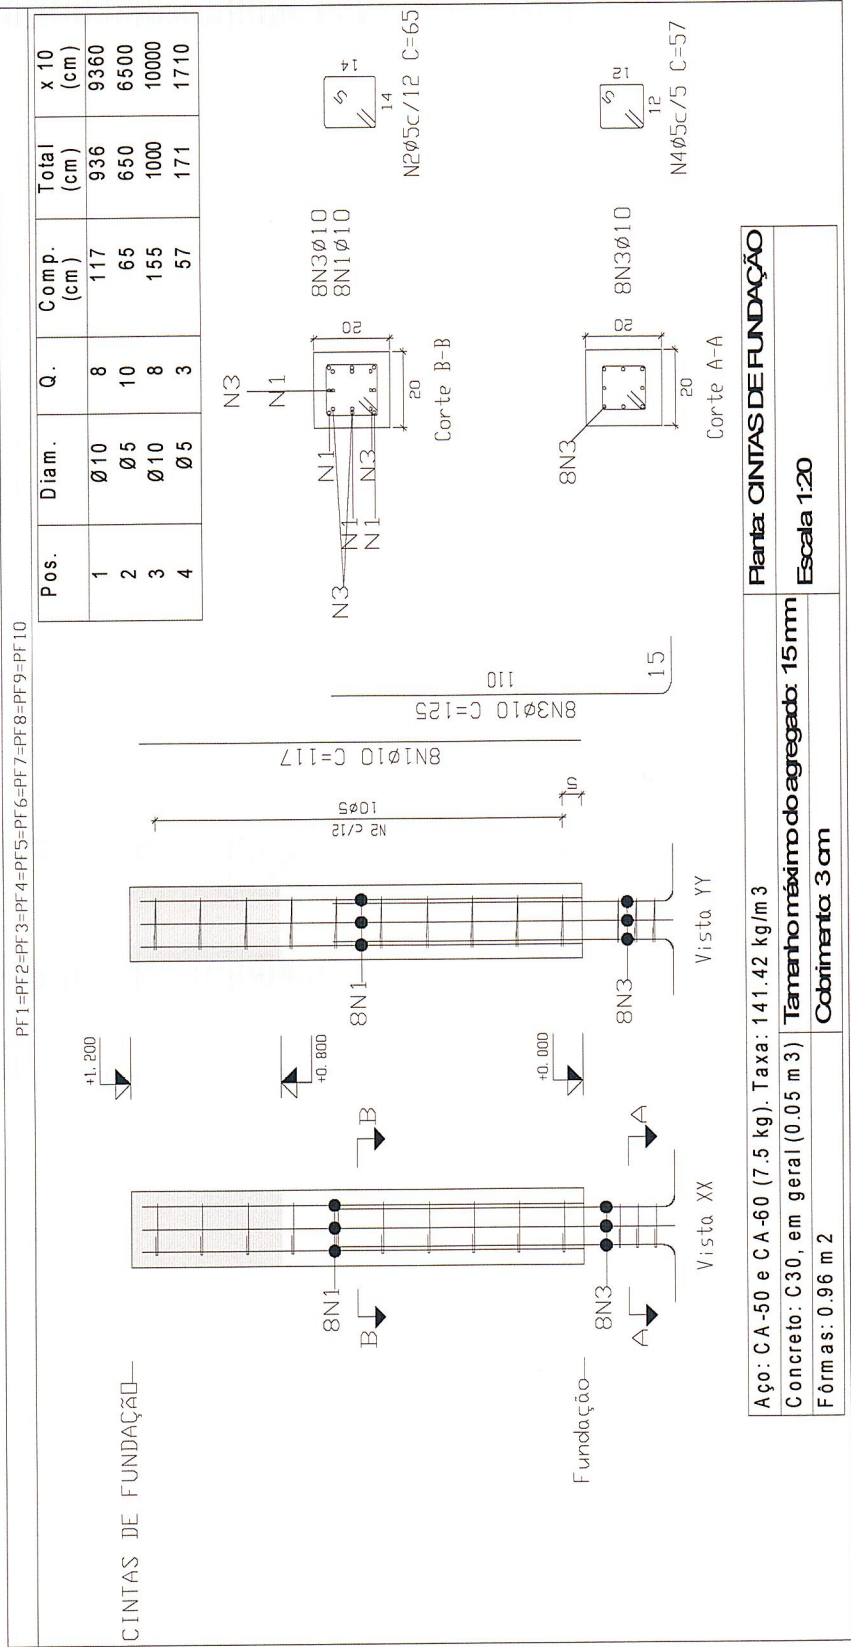 PF1=PF2=PF3=PF4=PF5=PF6=PF7=PF8=PF9=PF10
CINTAS DE FUNDAÇÃO
Fundação
+1.200
+0.800
+0.000
8N1
8N3
B
B
A
A
Vista XX
8N1
8N3
Vista YY
N2 c/12
10ø5
5
8N1ø10 C=117
8N3ø10 C=125
110
15
Pos. Diam. Q. Comp. (cm) Total (cm) x 10 (cm)
1 Ø10 8 117 936 9360
2 Ø5 10 65 650 6500
3 Ø10 8 155 1000 10000
4 Ø5 3 57 171 1710
N3
N1
N1
N3
N3
N1
N1
20
20
Corte B-B
8N3ø10
8N1ø10
14
14
N2ø5c/12 C=65
8N3
20
20
Corte A-A
8N3ø10
12
12
N4ø5c/5 C=57
Aço: CA-50 e CA-60 (7.5 kg). Taxa: 141.42 kg/m3
Concreto: C30, em geral (0.05 m3)
Fôrmas: 0.96 m2
Tamanho máximo do agregado: 15 mm
Cobrimento: 3 cm
Planta: CINTAS DE FUNDAÇÃO
Escala 1:20